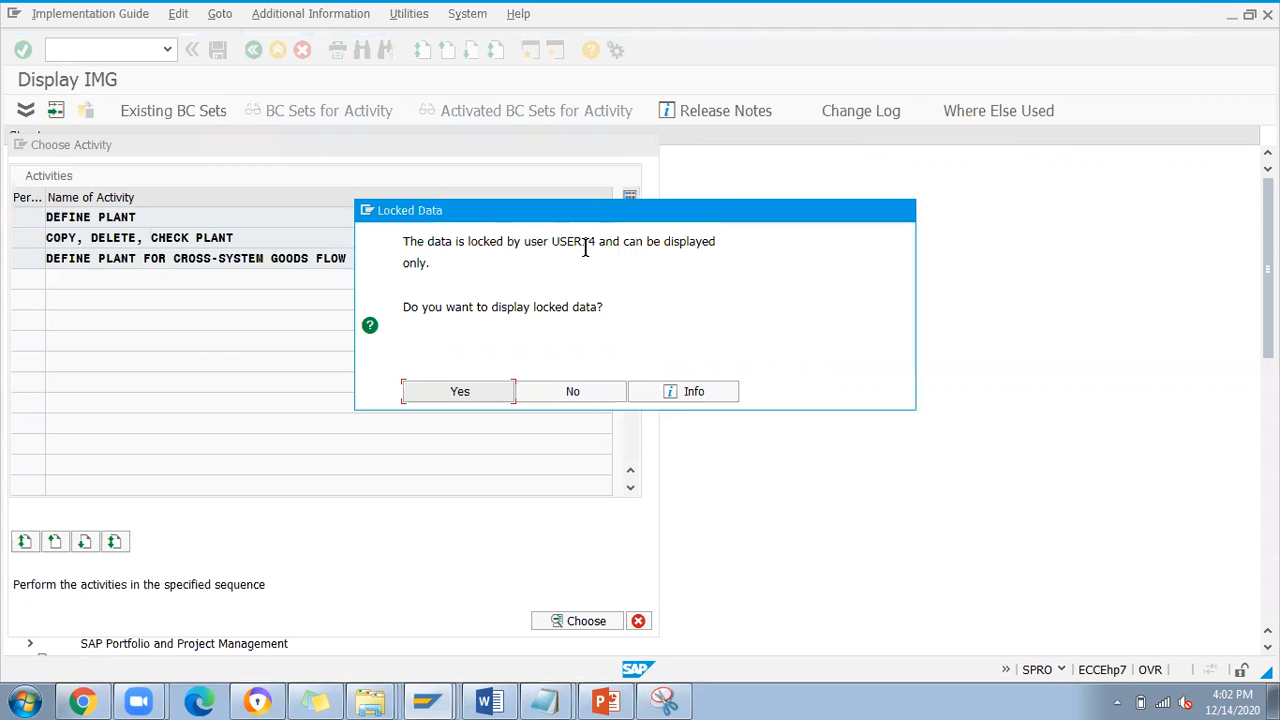 Implementation Guide Edit Goto Additional Information Utilities System Help
Display IMG
Existing BC Sets BC Sets for Activity Activated BC Sets for Activity Release Notes Change Log Where Else Used
Choose Activity
Activities
Per... Name of Activity
DEFINE PLANT
COPY, DELETE, CHECK PLANT
DEFINE PLANT FOR CROSS-SYSTEM GOODS FLOW
Locked Data
The data is locked by user and can be displayed
only.
Do you want to display locked data?
Yes No Info
Perform the activities in the specified sequence
Choose
SAP Portfolio and Project Management
SAP
SPRO ECCEhp7 OVR
4:02 PM
12/14/2020